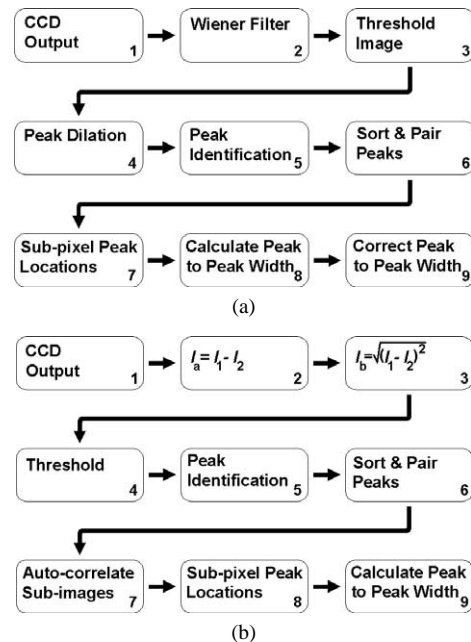 CCD
Output
1
Wiener Filter
2
Threshold
Image
3
Peak Dilation
4
Peak
Identification
5
Sort & Pair
Peaks
6
Sub-pixel Peak
Locations
7
Calculate Peak
to Peak Width
8
Correct Peak
to Peak Width
9
(a)
CCD
Output
1
Iₐ = I₁ - I₂
2
I_b=√(I₁ - I₂)²
3
Threshold
4
Peak
Identification
5
Sort & Pair
Peaks
6
Auto-correlate
Sub-images
7
Sub-pixel Peak
Locations
8
Calculate Peak
to Peak Width
9
(b)